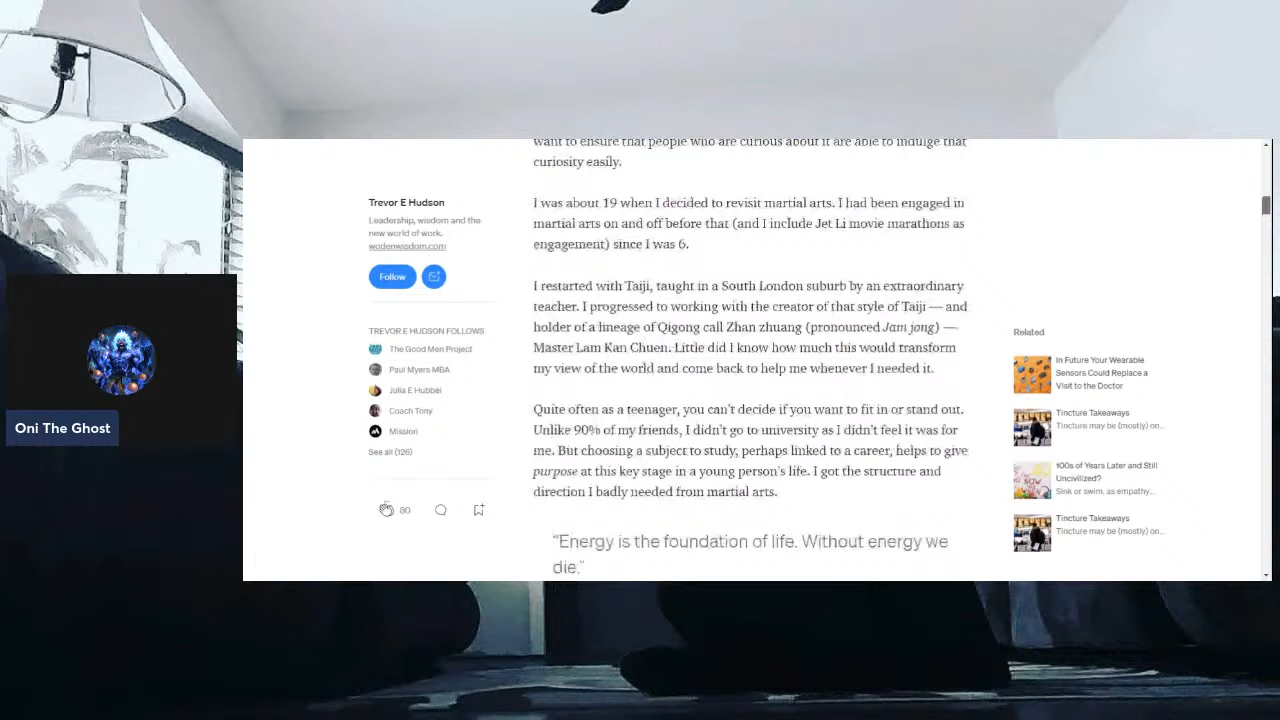 want to ensure that people who are curious about it are able to indulge that
curiosity easily.
Trevor E Hudson
Leadership, wisdom and the
new world of work.
wodenwisdom.com
Follow
TREVOR E HUDSON FOLLOWS
The Good Men Project
Paul Myers MBA
Julia E Hubbel
Coach Tony
Mission
See all (126)
80
I was about 19 when I decided to revisit martial arts. I had been engaged in
martial arts on and off before that (and I include Jet Li movie marathons as
engagement) since I was 6.
I restarted with Taiji, taught in a South London suburb by an extraordinary
teacher. I progressed to working with the creator of that style of Taiji — and
holder of a lineage of Qigong call Zhan zhuang (pronounced Jam jong) —
Master Lam Kan Chuen. Little did I know how much this would transform
my view of the world and come back to help me whenever I needed it.
Quite often as a teenager, you can't decide if you want to fit in or stand out.
Unlike 90% of my friends, I didn't go to university as I didn't feel it was for
me. But choosing a subject to study, perhaps linked to a career, helps to give
purpose at this key stage in a young person's life. I got the structure and
direction I badly needed from martial arts.
"Energy is the foundation of life. Without energy we
die."
Related
In Future Your Wearable
Sensors Could Replace a
Visit to the Doctor
Tincture Takeaways
Tincture may be (mostly) on...
100s of Years Later and Still
Uncivilized?
Sink or swim, as empathy...
Tincture Takeaways
Tincture may be (mostly) on...
Oni The Ghost